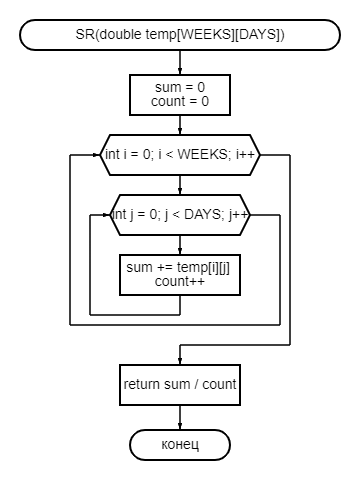 SR(double temp[WEEKS][DAYS])
sum = 0
count = 0
int i = 0; i < WEEKS; i++
int j = 0; j < DAYS; j++
sum += temp[i][j]
count++
return sum / count
конец